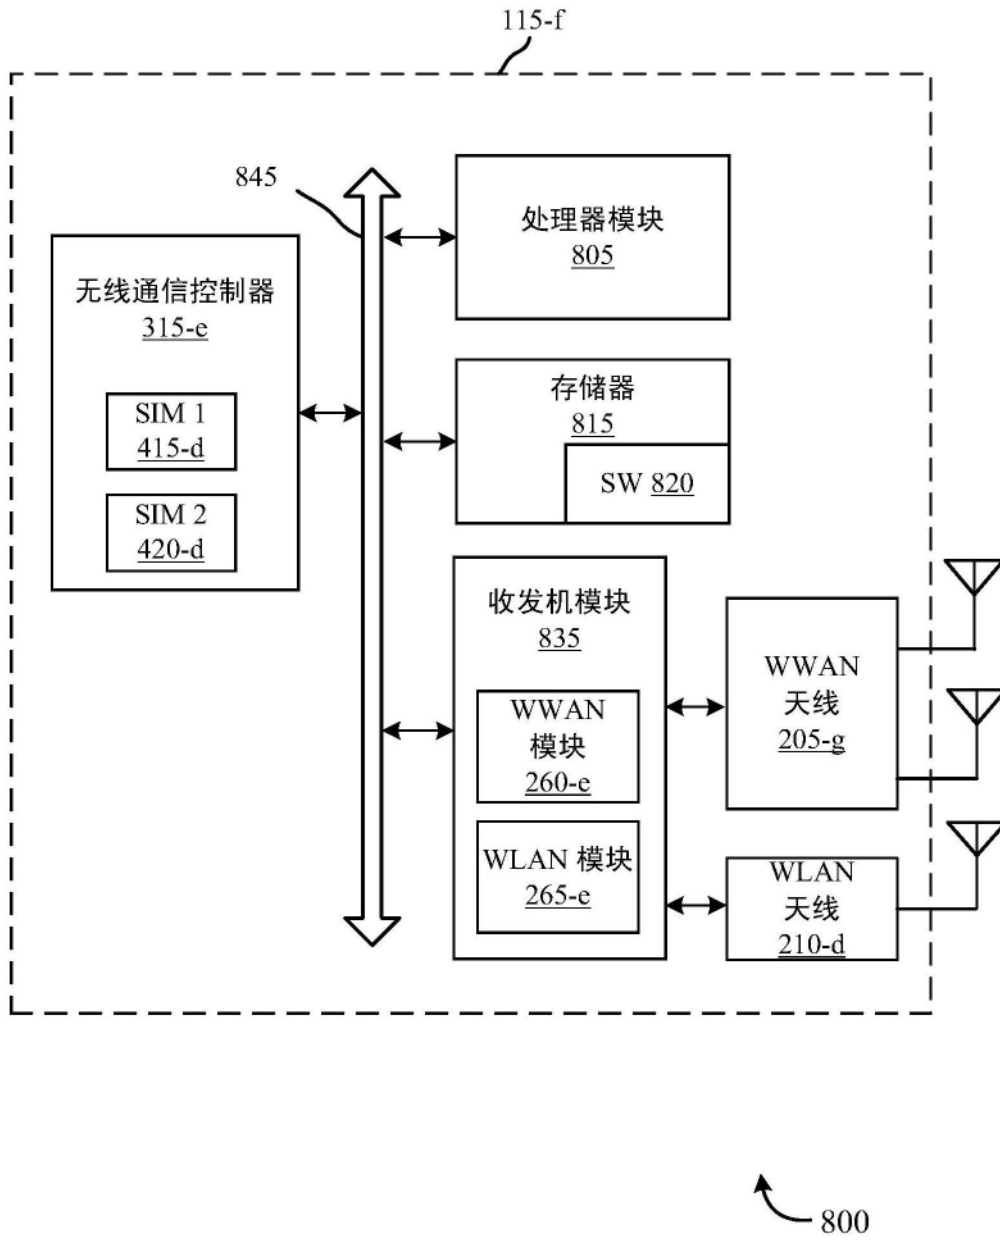 115-f
845
处理器模块
805
无线通信控制器
315-e
SIM 1
415-d
SIM 2
420-d
存储器
815
SW 820
收发机模块
835
WWAN
模块
260-e
WLAN 模块
265-e
WWAN
天线
205-g
WLAN
天线
210-d
800